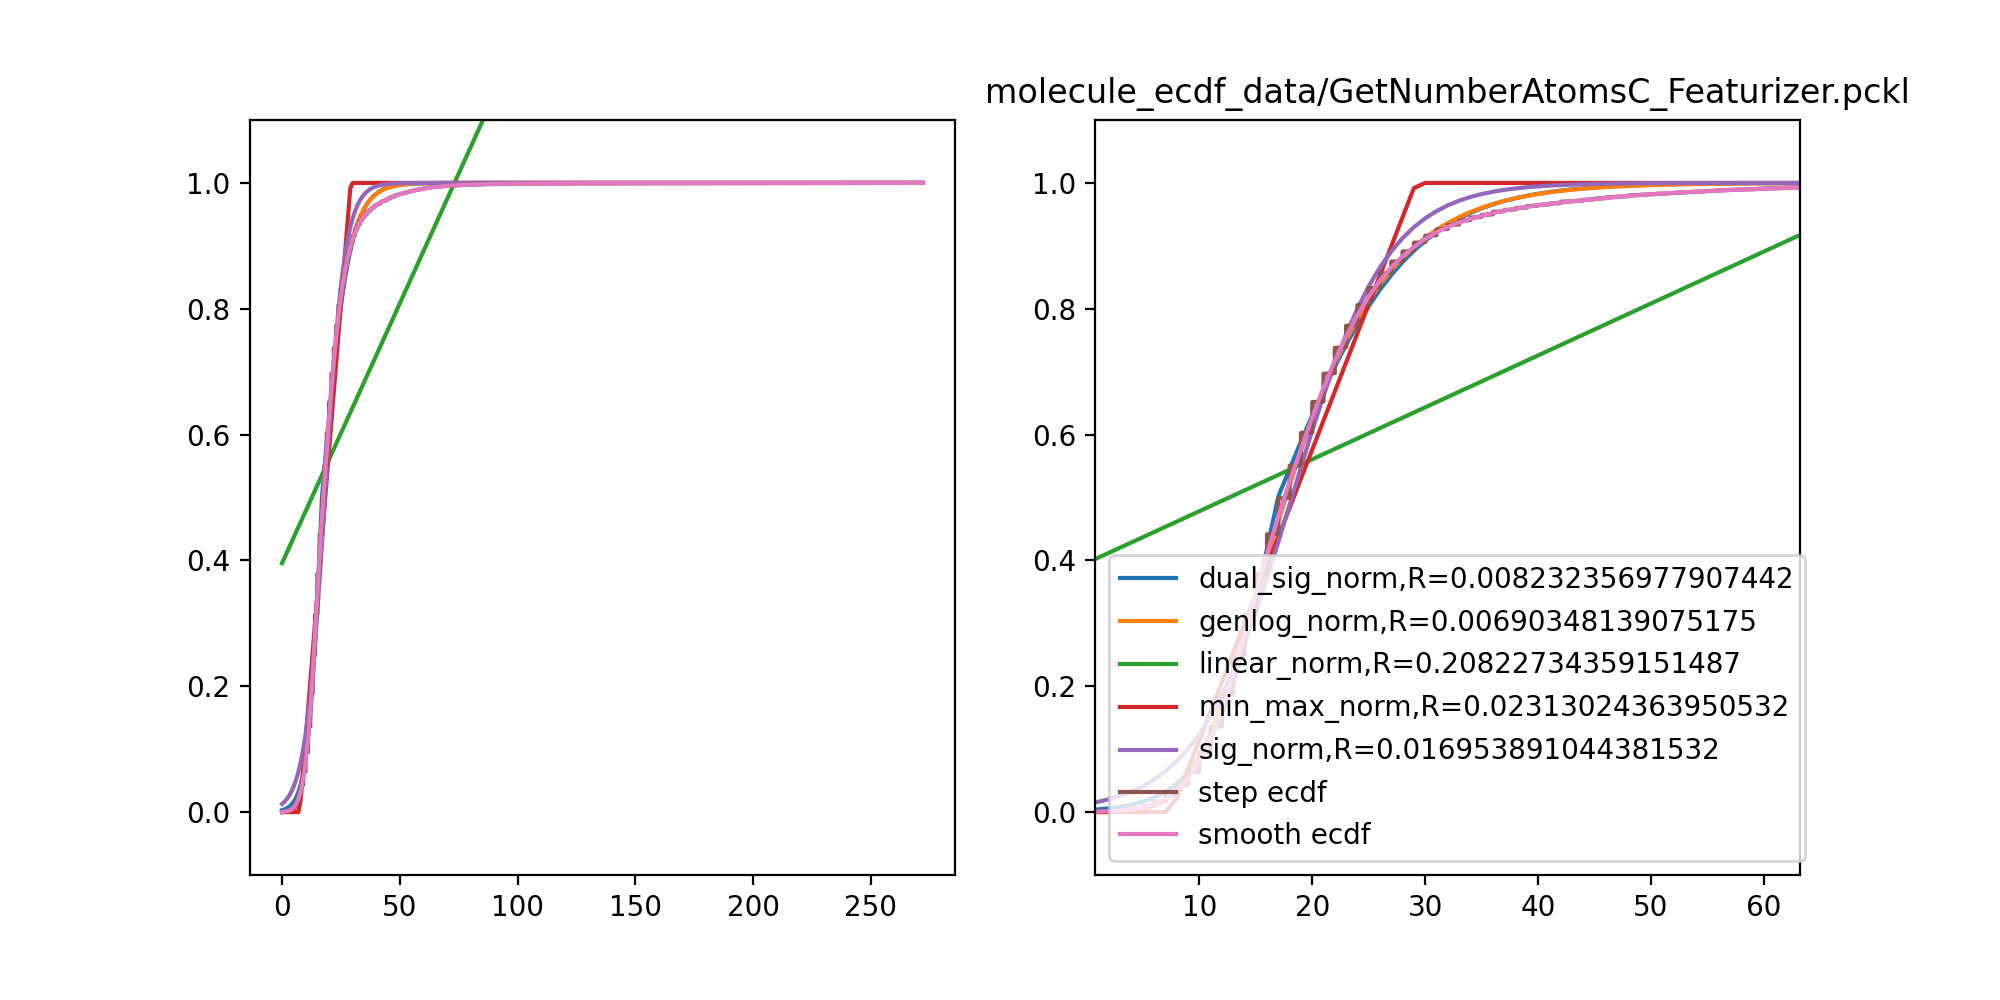 molecule_ecdf_data/GetNumberAtomsC_Featurizer.pckl
1.0
0.8
0.6
0.4
0.2
0.0
0 50 100 150 200 250
1.0
0.8
0.6
0.4
0.2
0.0
10 20 30 40 50 60
dual_sig_norm,R=0.008232356977907442
genlog_norm,R=0.00690348139075175
linear_norm,R=0.20822734359151487
min_max_norm,R=0.02313024363950532
sig_norm,R=0.016953891044381532
step ecdf
smooth ecdf